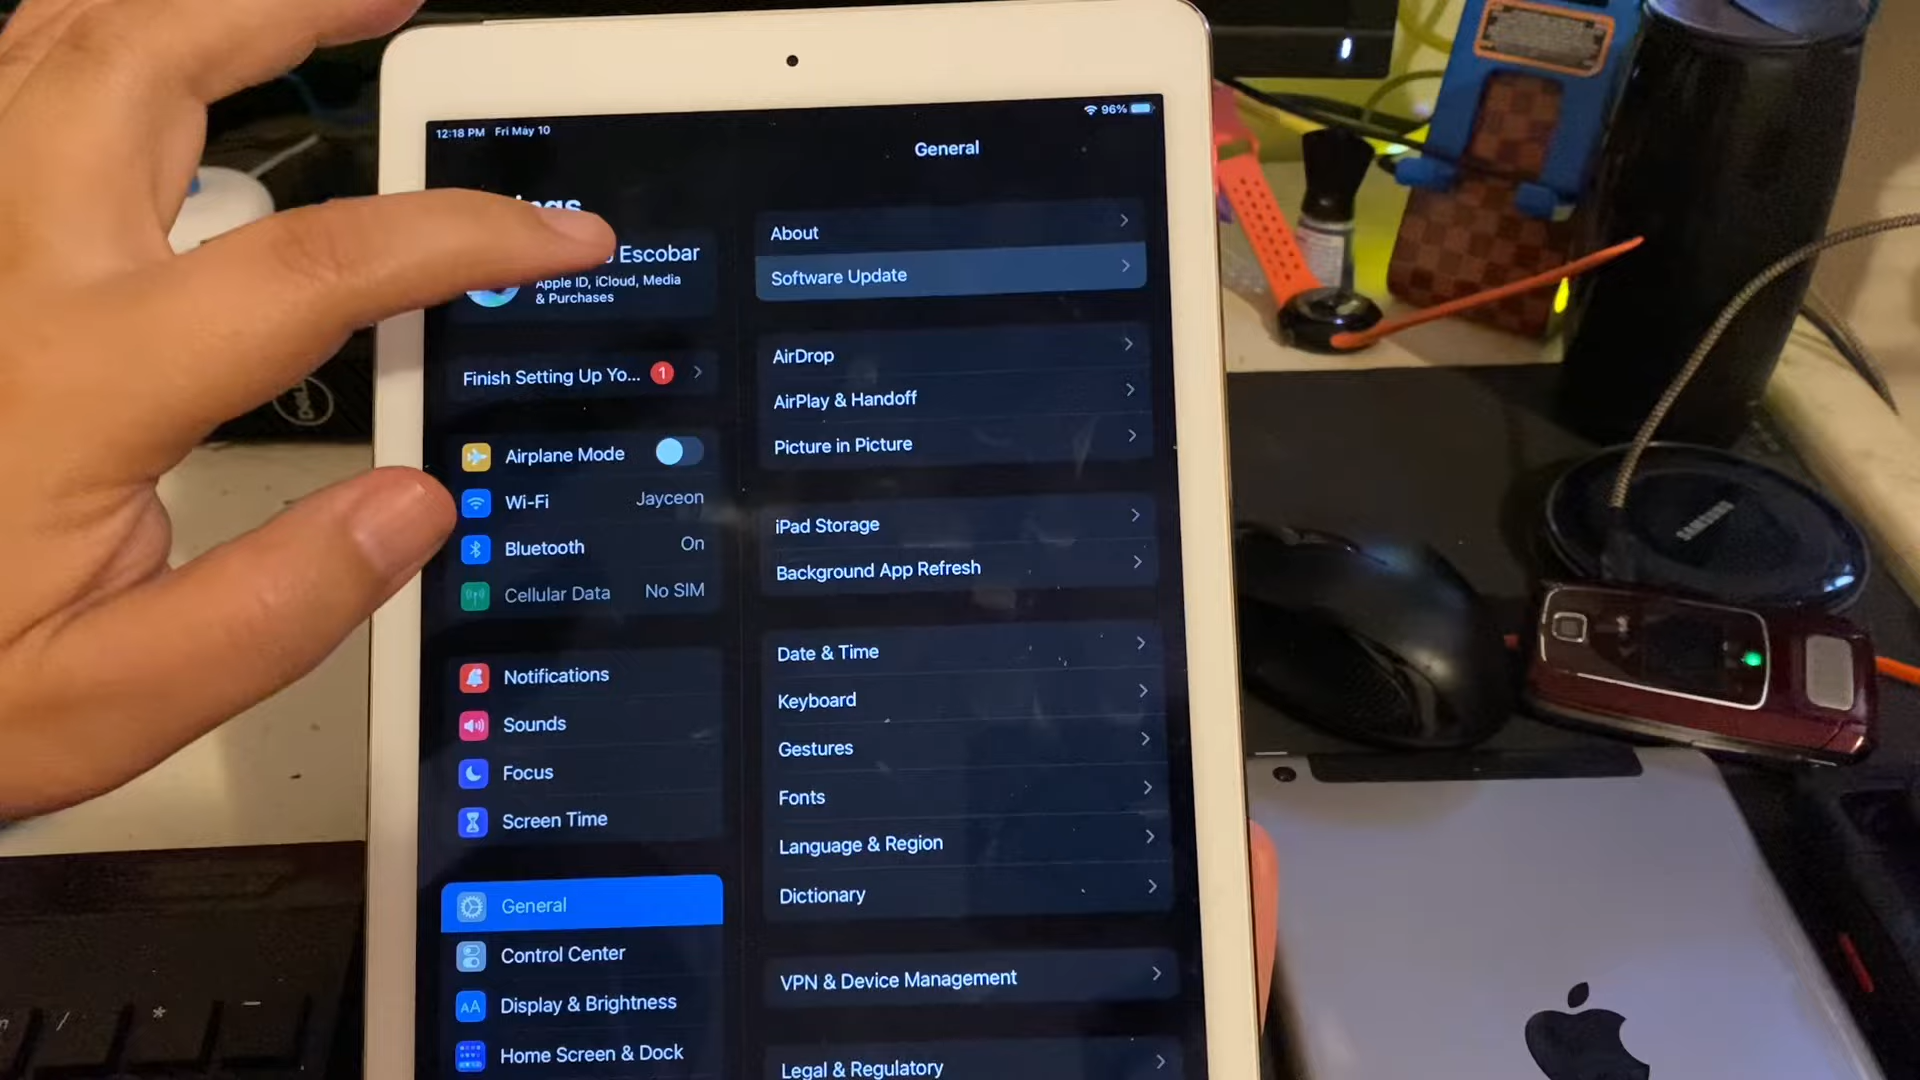 12:18 PM Fri May 10
96%
General
Escobar
Apple ID, iCloud, Media
& Purchases
Finish Setting Up Yo... 1
Airplane Mode
Wi-Fi Jayceon
Bluetooth On
Cellular Data No SIM
Notifications
Sounds
Focus
Screen Time
General
Control Center
AA Display & Brightness
Home Screen & Dock
About
Software Update
AirDrop
AirPlay & Handoff
Picture in Picture
iPad Storage
Background App Refresh
Date & Time
Keyboard
Gestures
Fonts
Language & Region
Dictionary
VPN & Device Management
Legal & Regulatory
DELL
SAMSUNG
/ * −